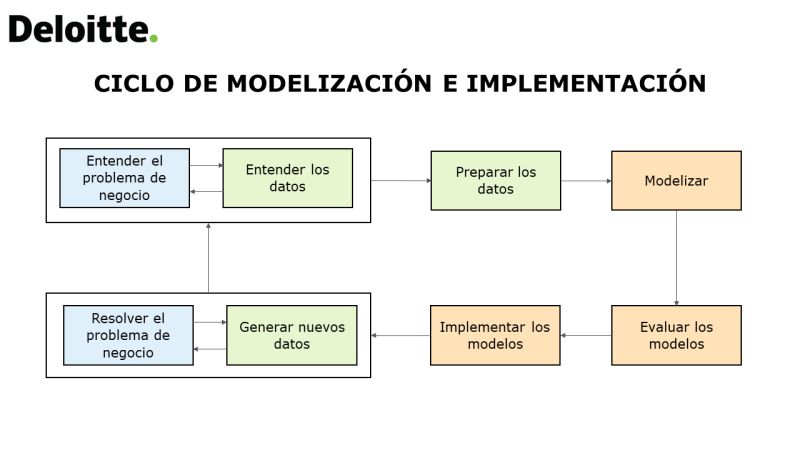 Deloitte.
CICLO DE MODELIZACIÓN E IMPLEMENTACIÓN
Entender el
problema de
negocio
Entender los
datos
Preparar los
datos
Modelizar
Resolver el
problema de
negocio
Generar nuevos
datos
Implementar los
modelos
Evaluar los
modelos